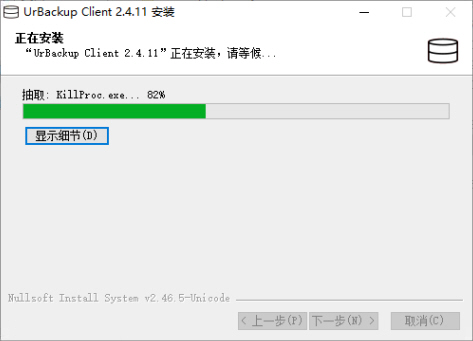 UrBackup Client 2.4.11 安装
正在安装
“UrBackup Client 2.4.11”正在安装，请等候...
抽取: KillProc.exe... 82%
显示细节(D)
Nullsoft Install System v2.46.5-Unicode
< 上一步(P) 下一步(N) > 取消(C)